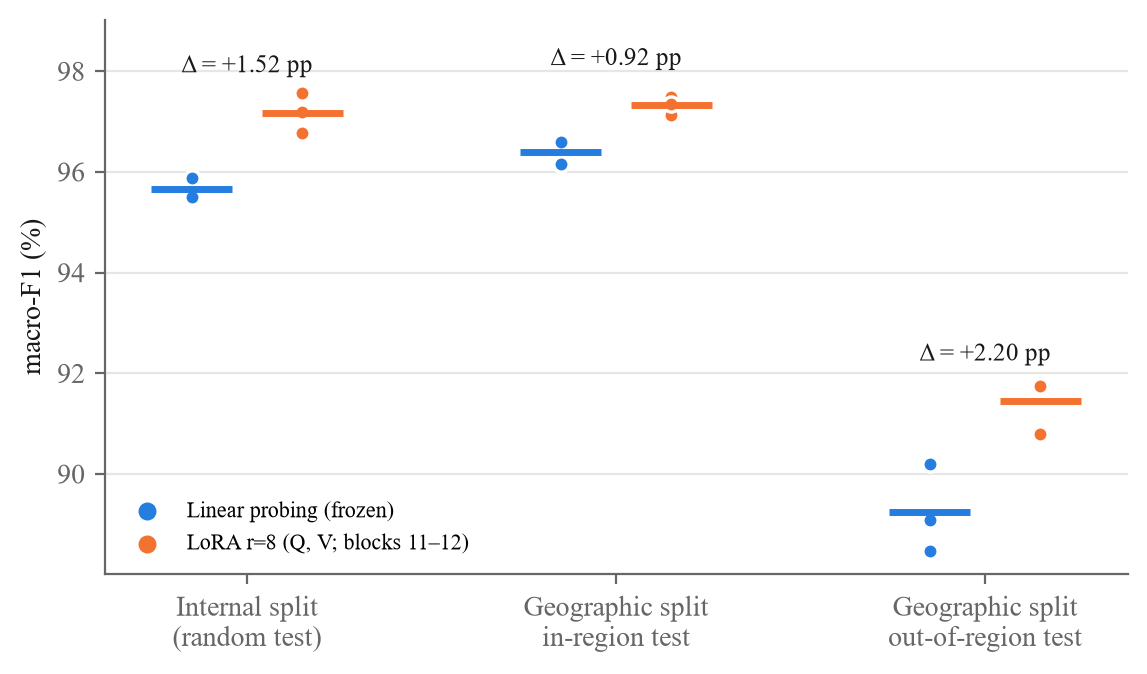 Δ = +1.52 pp
Δ = +0.92 pp
Δ = +2.20 pp
98
96
94
92
90
macro-F1 (%)
Linear probing (frozen)
LoRA r=8 (Q, V; blocks 11–12)
Internal split
(random test)
Geographic split
in-region test
Geographic split
out-of-region test